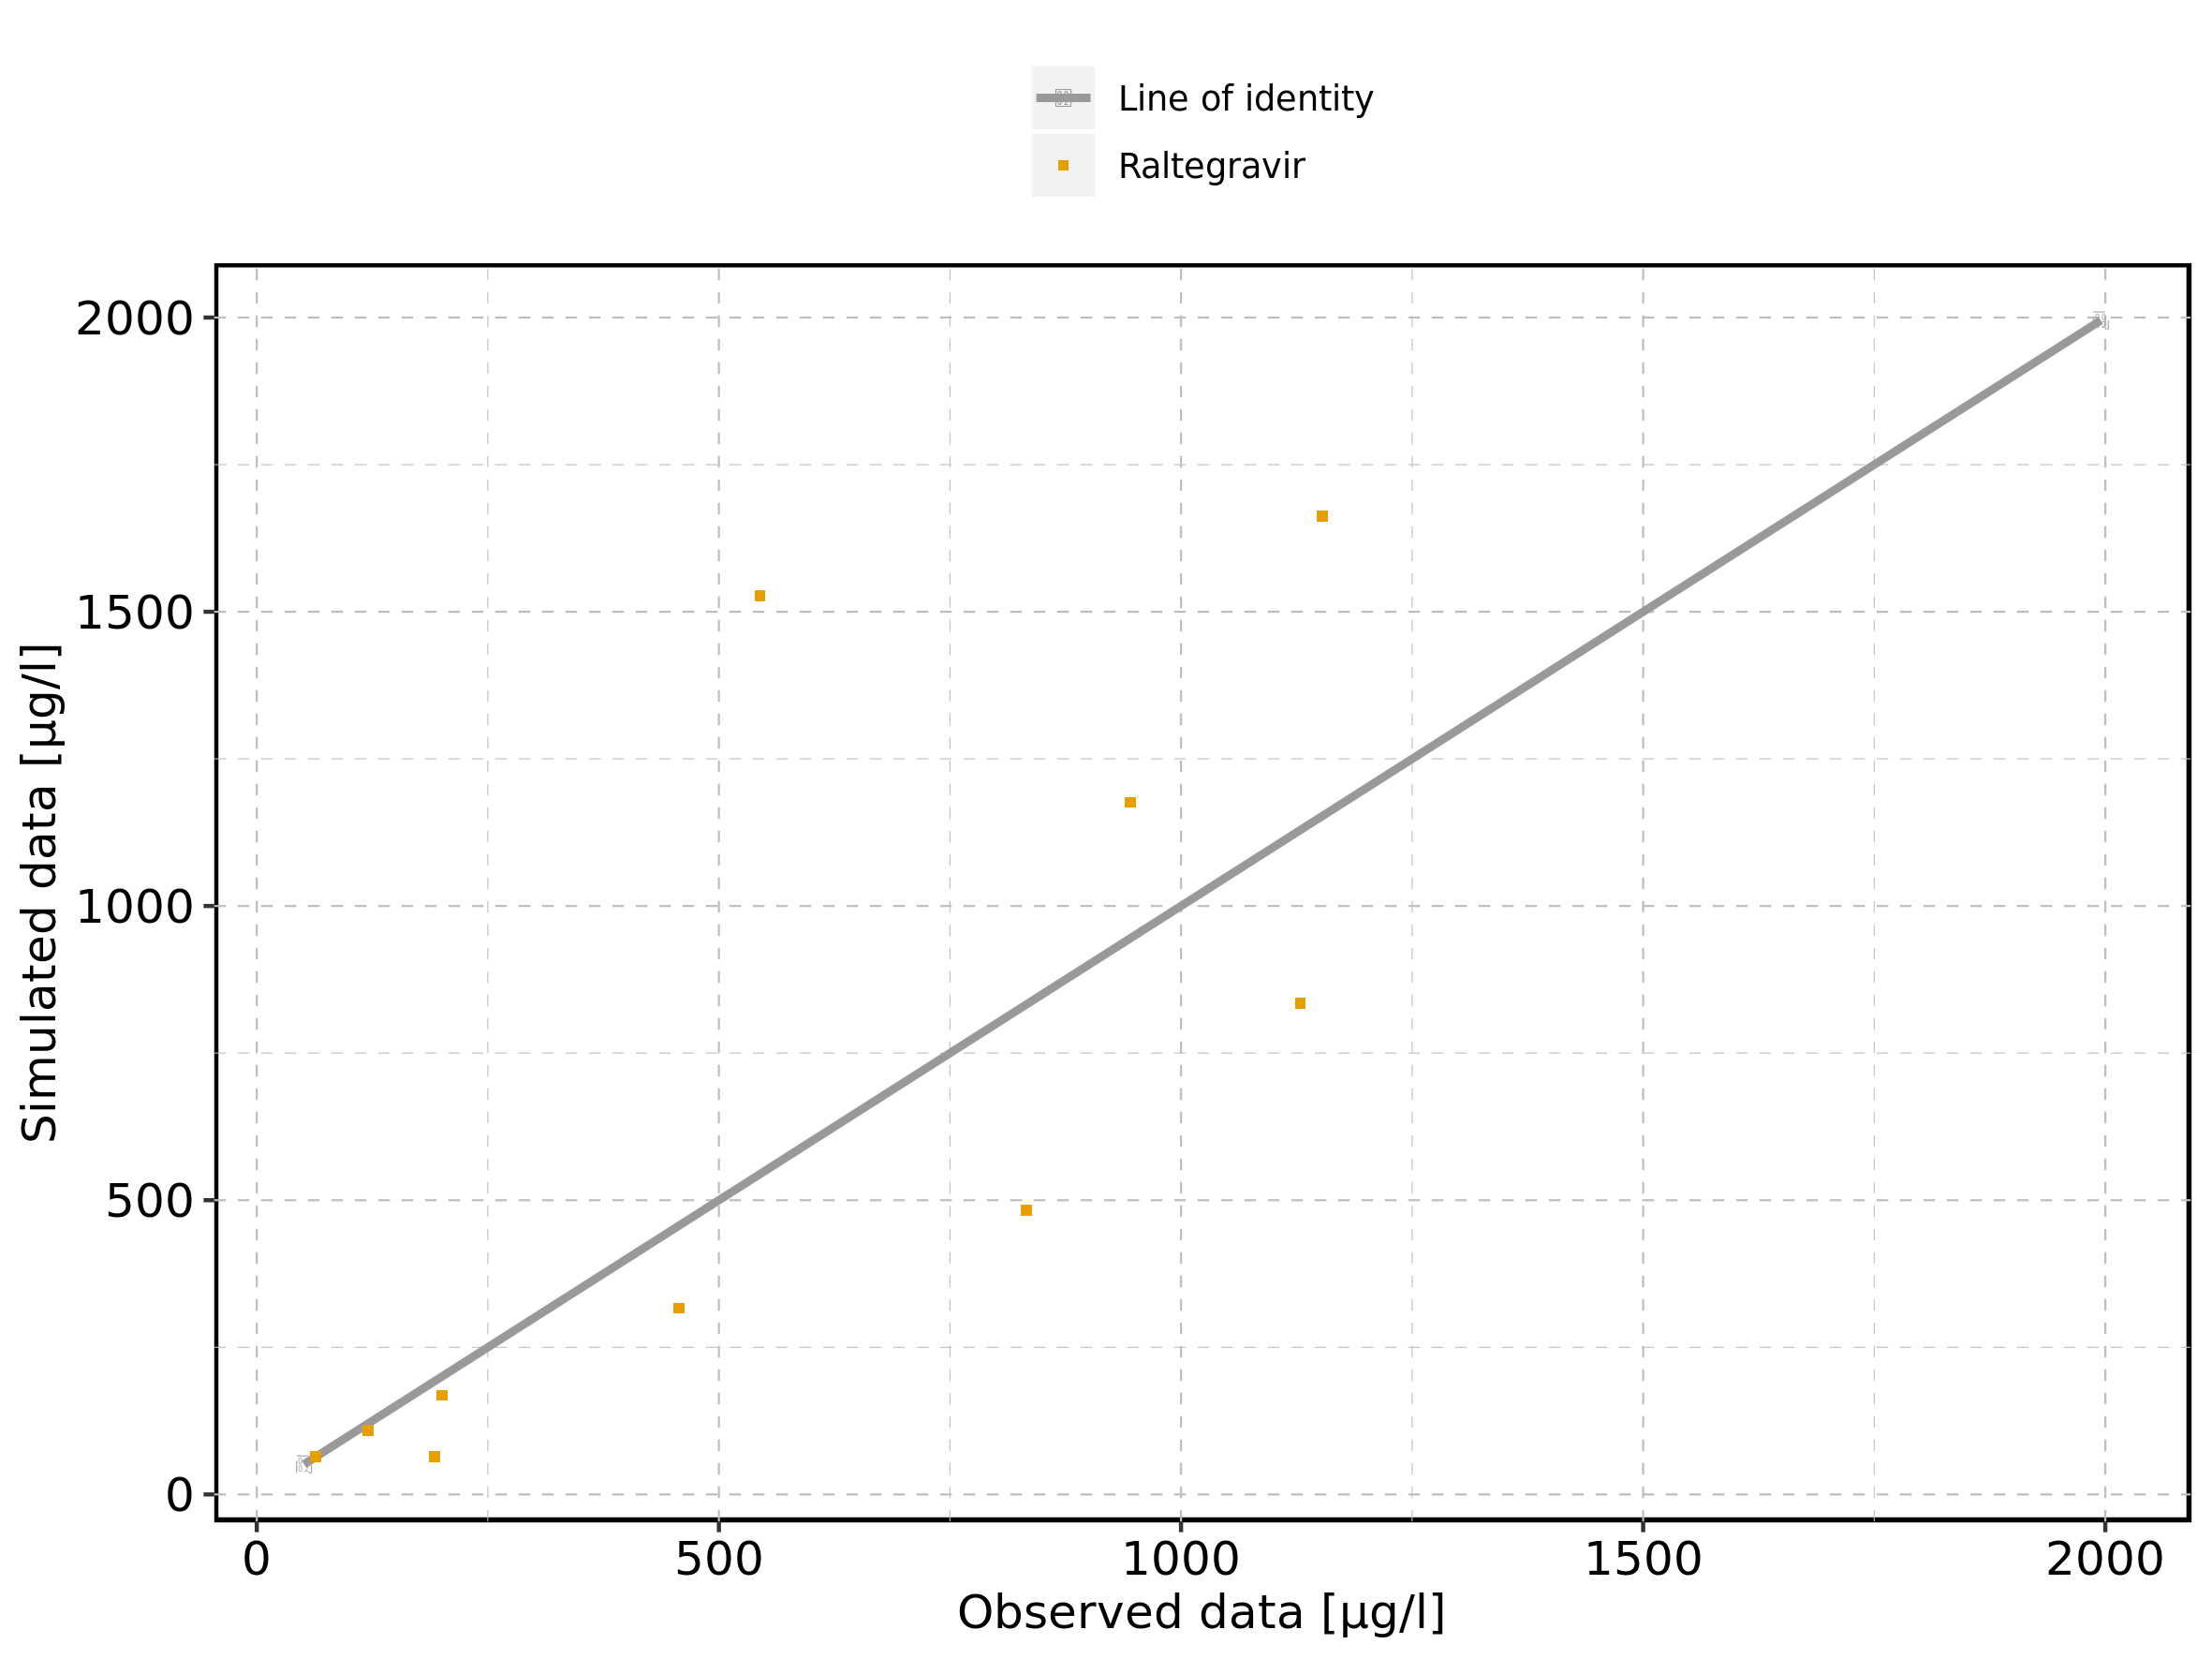 Line of identity
Raltegravir
2000
1500
1000
500
0
Simulated data [µg/l]
0 500 1000 1500 2000
Observed data [µg/l]